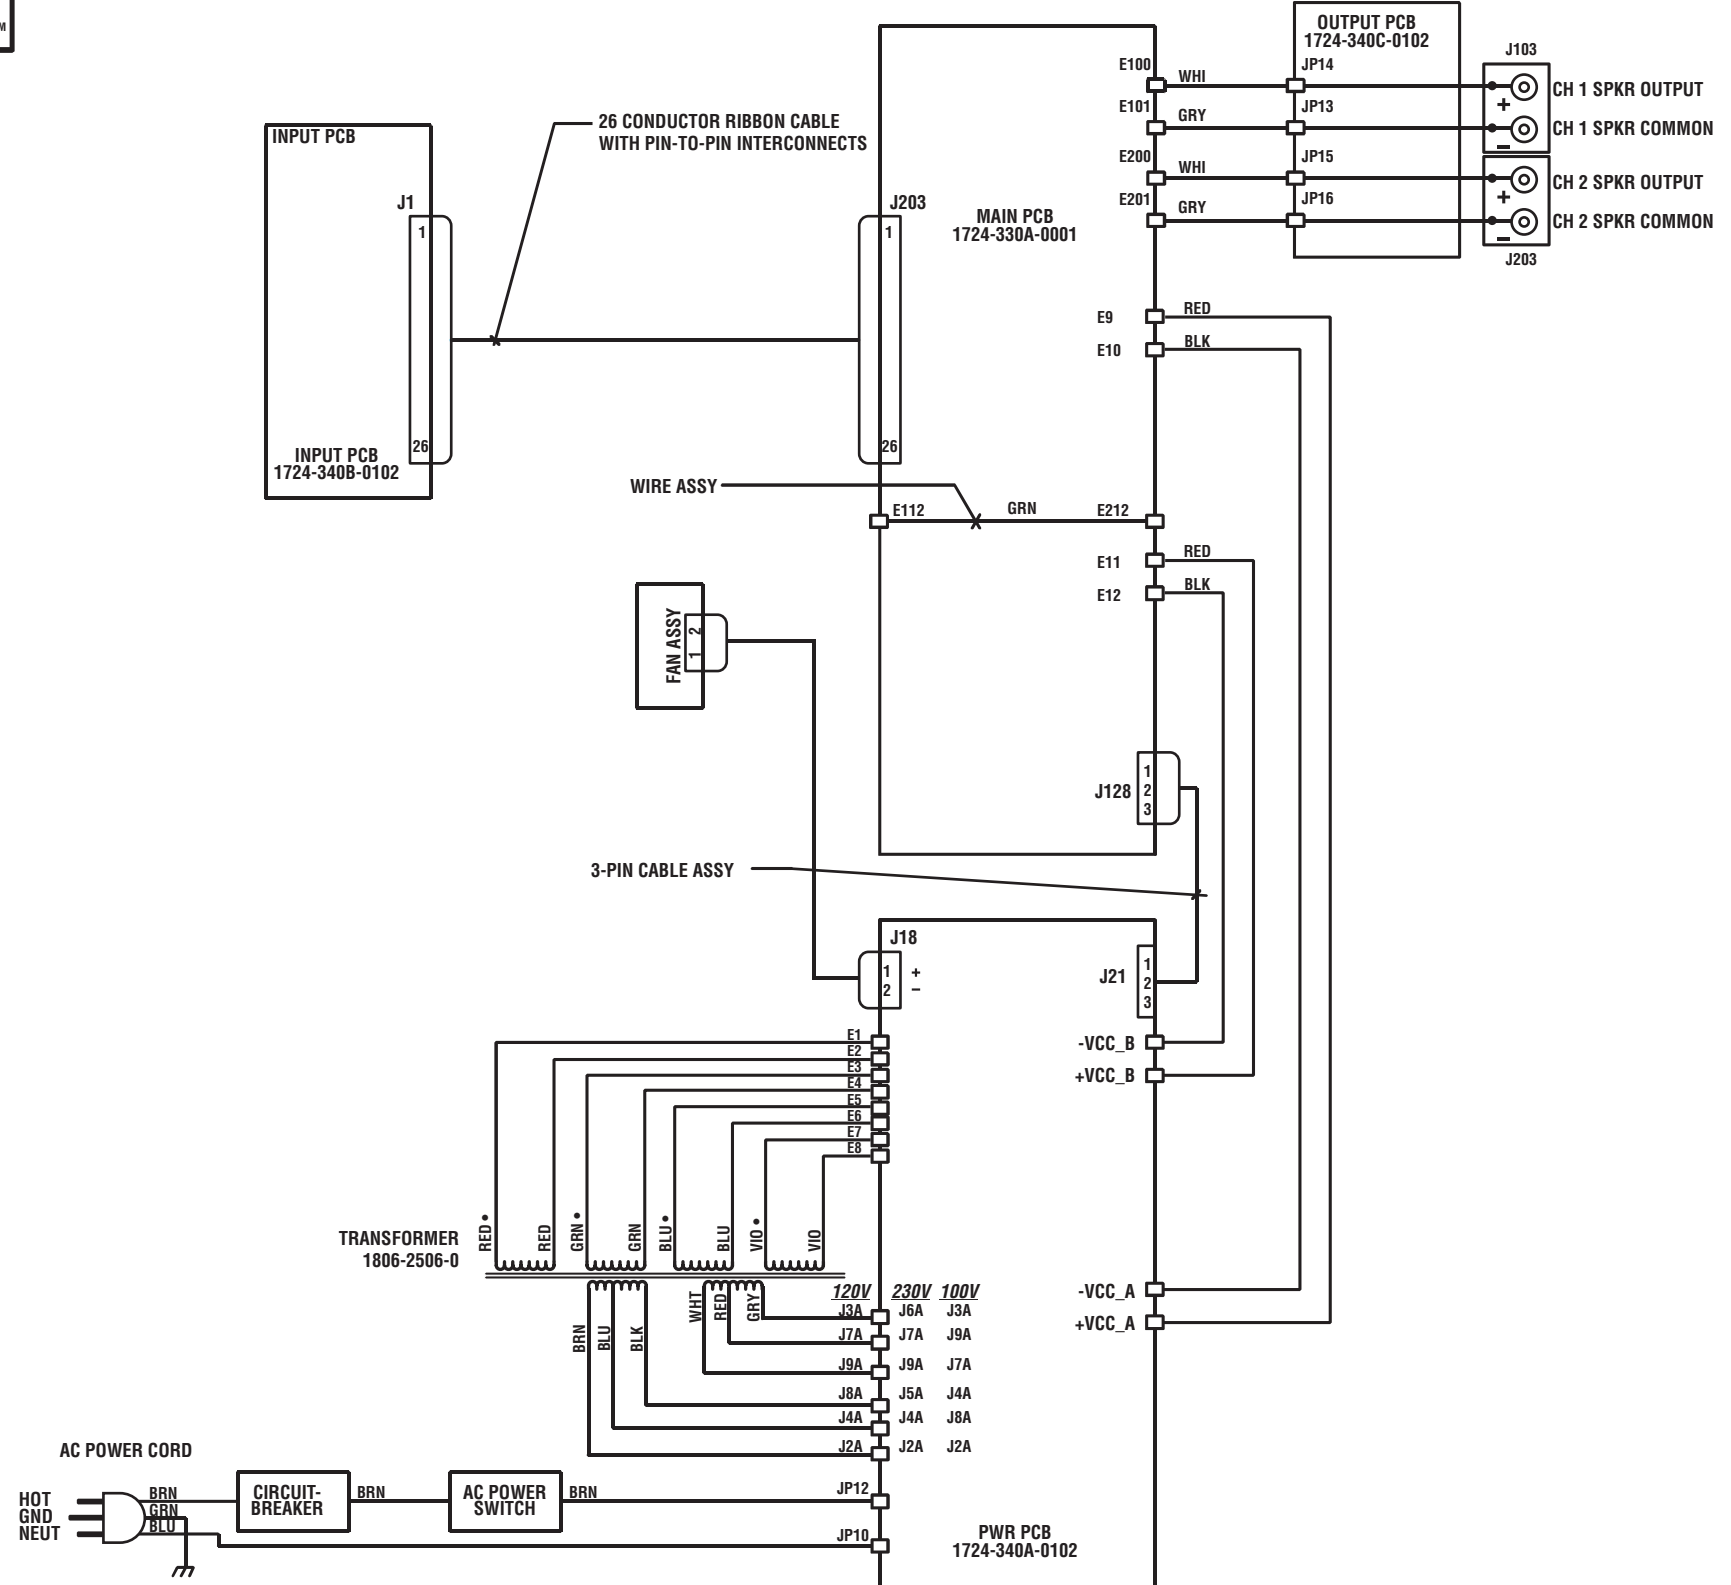 M
OUTPUT PCB
1724-340C-0102
J103
E100
WHI
JP14
CH 1 SPKR OUTPUT
+
E101
GRY
JP13
CH 1 SPKR COMMON
–
E200
WHI
JP15
CH 2 SPKR OUTPUT
+
E201
GRY
JP16
CH 2 SPKR COMMON
–
J203
26 CONDUCTOR RIBBON CABLE
WITH PIN-TO-PIN INTERCONNECTS
INPUT PCB
J1
1
26
INPUT PCB
1724-340B-0102
J203
1
26
MAIN PCB
1724-330A-0001
E9
RED
E10
BLK
WIRE ASSY
E112
GRN
E212
E11
RED
E12
BLK
FAN ASSY
1 2
J128
1
2
3
3-PIN CABLE ASSY
J18
1 +
2 –
J21
1
2
3
E1
E2
E3
E4
E5
E6
E7
E8
-VCC_B
+VCC_B
-VCC_A
+VCC_A
TRANSFORMER
1806-2506-0
RED •
RED
GRN •
GRN
BLU •
BLU
VIO •
VIO
BRN
BLU
BLK
WHT
RED
GRY
120V 230V 100V
J3A J6A J3A
J7A J7A J9A
J9A J9A J7A
J8A J5A J4A
J4A J4A J8A
J2A J2A J2A
AC POWER CORD
HOT
GND
NEUT
BRN
GRN
BLU
CIRCUIT-
BREAKER
BRN
AC POWER
SWITCH
BRN
JP12
JP10
PWR PCB
1724-340A-0102